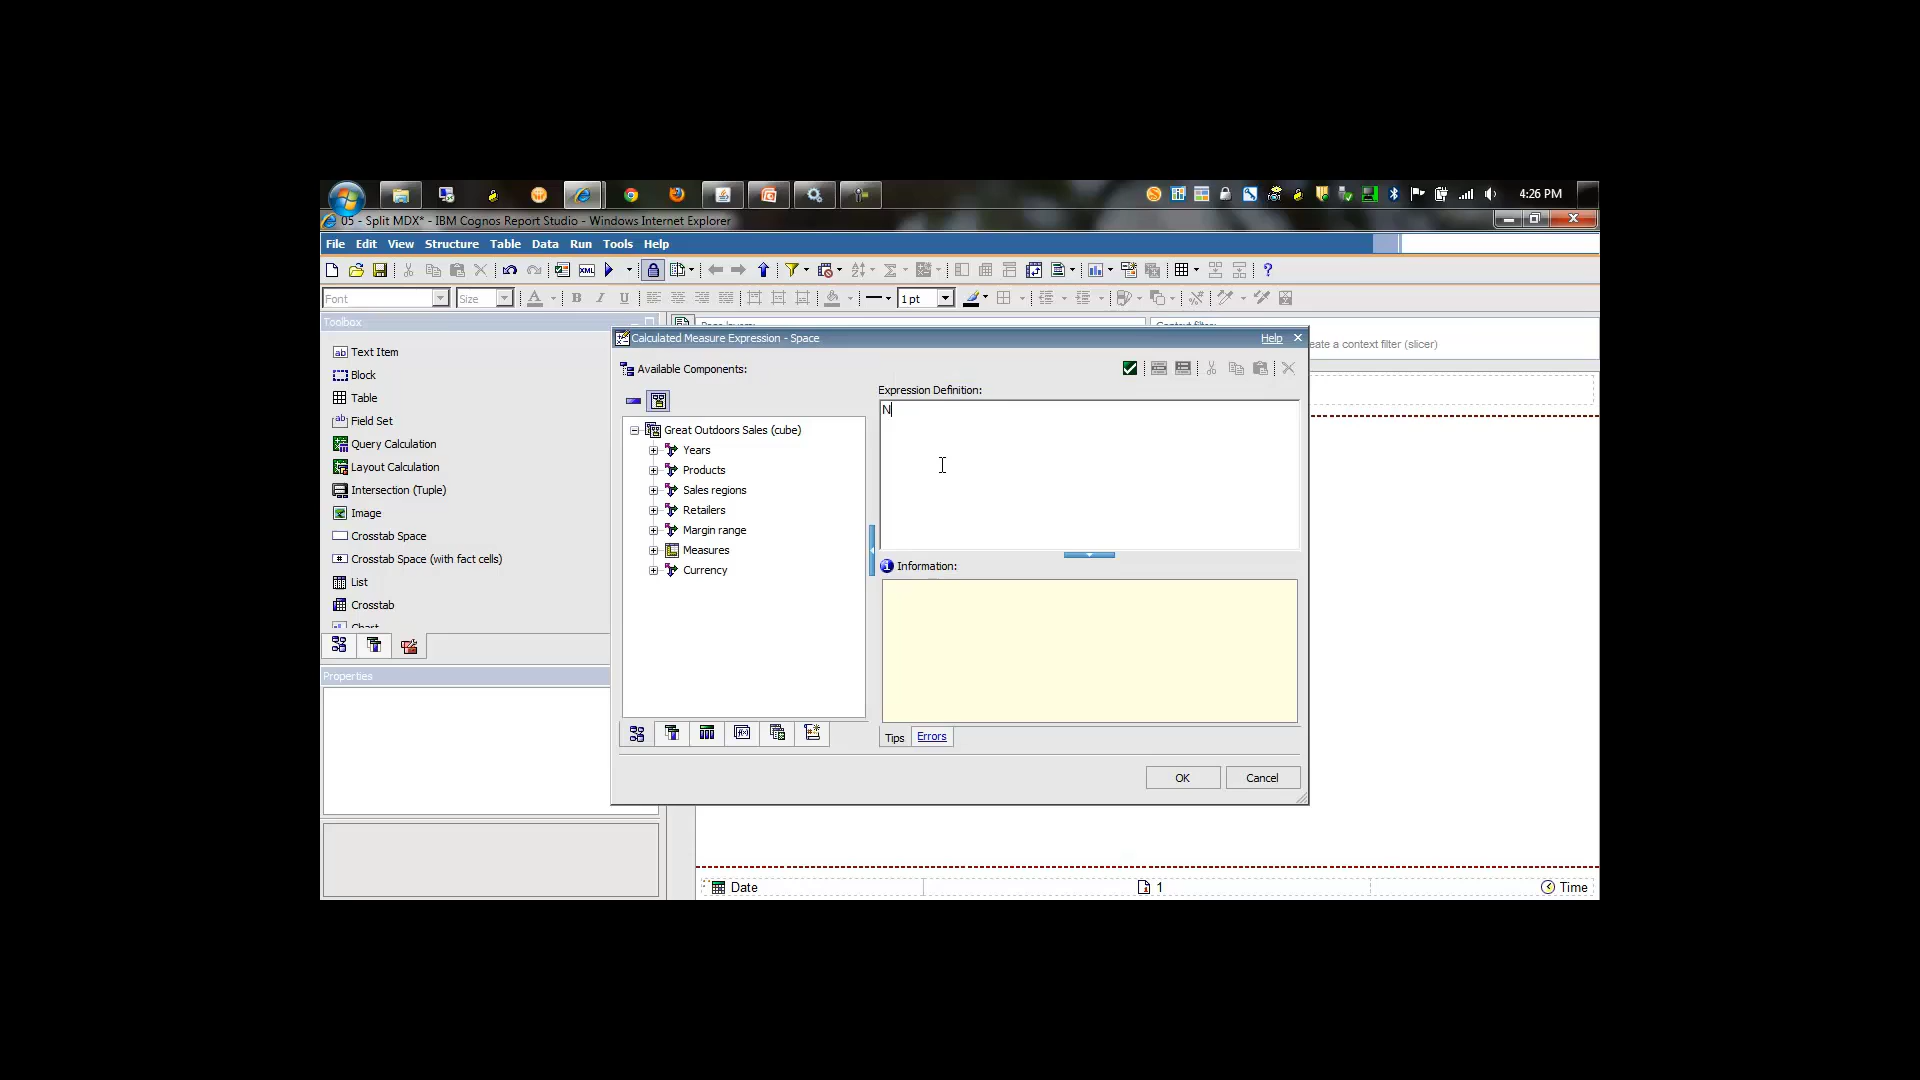 4:26 PM
05 - Split MDX* - IBM Cognos Report Studio - Windows Internet Explorer
File Edit View Structure Table Data Run Tools Help
Font Size 1 pt
Toolbox
Calculated Measure Expression - Space
Help
eate a context filter (slicer)
Available Components:
Expression Definition:
N
Great Outdoors Sales (cube)
Years
Products
Sales regions
Retailers
Margin range
Measures
Currency
Information:
Tips Errors
OK Cancel
Text Item
Block
Table
Field Set
Query Calculation
Layout Calculation
Intersection (Tuple)
Image
Crosstab Space
Crosstab Space (with fact cells)
List
Crosstab
Properties
Date
1
Time